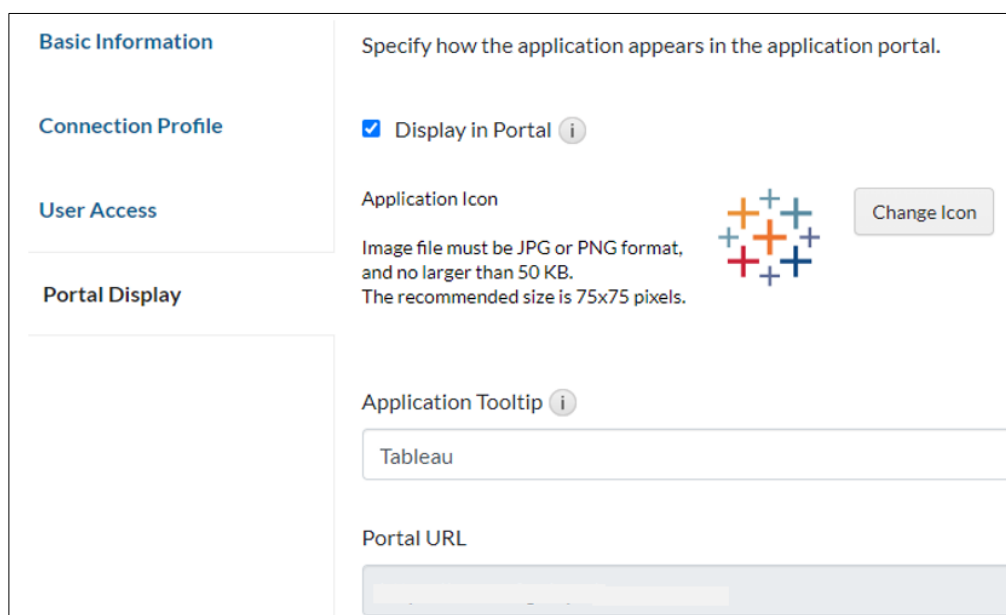 Basic Information
Connection Profile
User Access
Portal Display
Specify how the application appears in the application portal.
Display in Portal i
Application Icon
Change Icon
Image file must be JPG or PNG format,
and no larger than 50 KB.
The recommended size is 75x75 pixels.
Application Tooltip i
Tableau
Portal URL